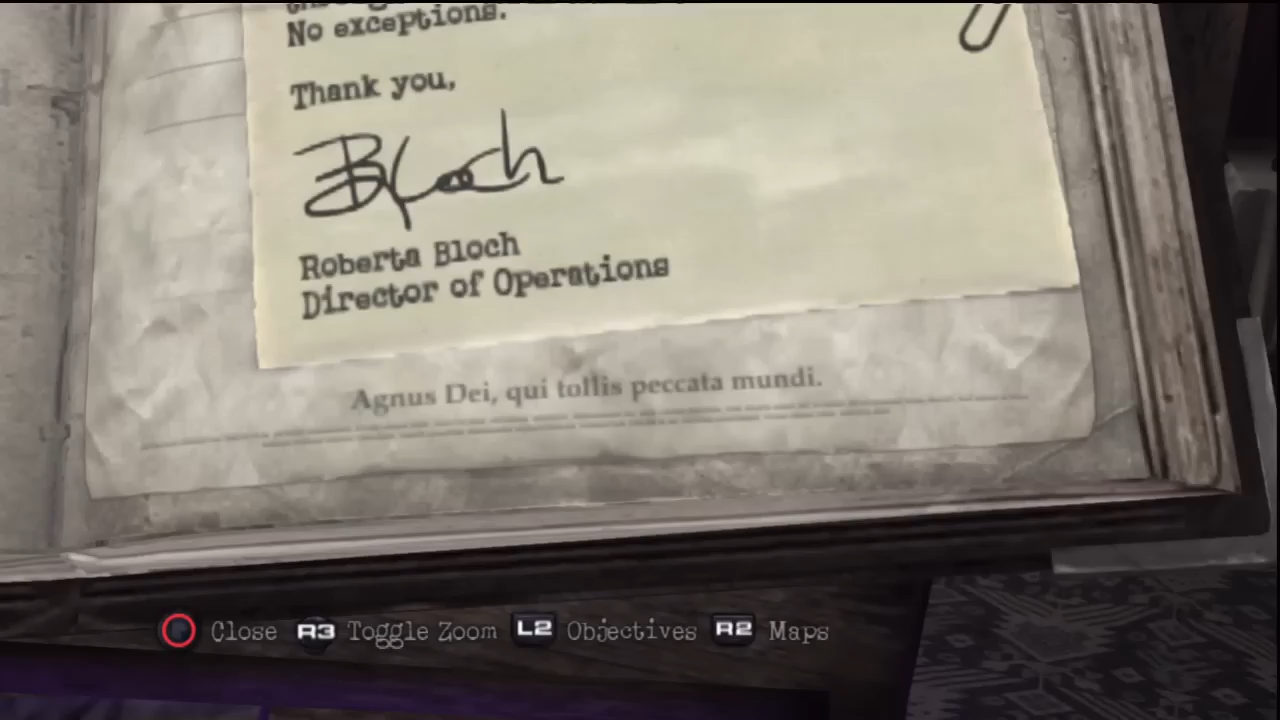 No exceptions.
Thank you,
Bloch
Roberta Bloch
Director of Operations
Agnus Dei, qui tollis peccata mundi.
Close R3 Toggle Zoom L2 Objectives R2 Maps